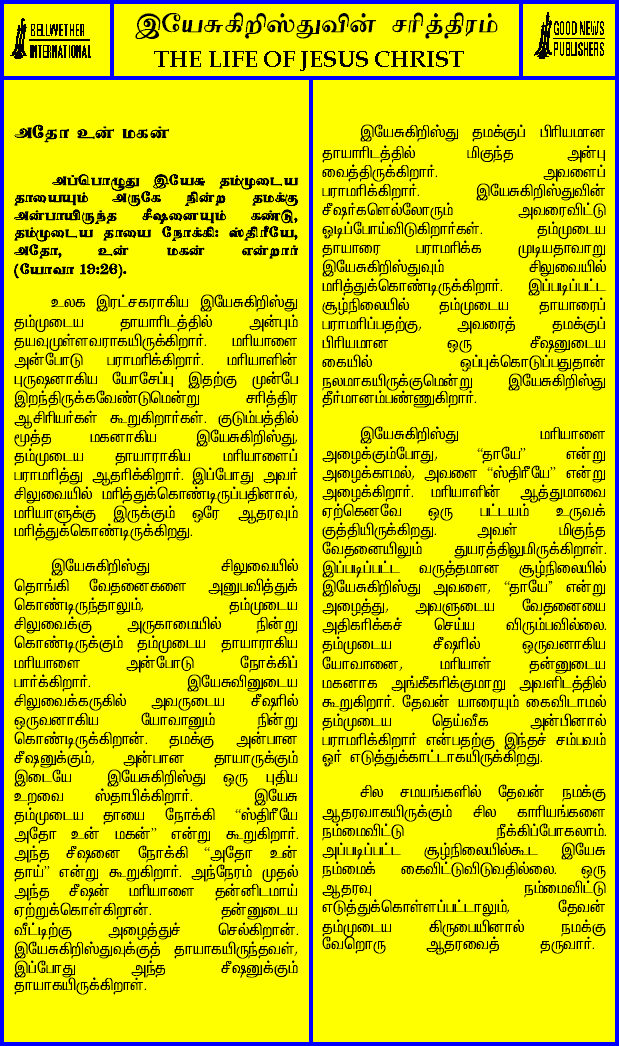 BELLWETHER
INTERNATIONAL
இயேசுகிறிஸ்துவின் சரித்திரம்
THE LIFE OF JESUS CHRIST
GOOD NEWS
PUBLISHERS
அதோ உன் மகன்
அப்பொழுது இயேசு தம்முடைய
தாயையும் அருகே நின்ற தமக்கு
அன்பாயிருந்த சீஷனையும் கண்டு,
தம்முடைய தாயை நோக்கி: ஸ்திரீயே,
அதோ, உன் மகன் என்றார்
(யோவா 19:26).
உலக இரட்சகராகிய இயேசுகிறிஸ்து
தம்முடைய தாயாரிடத்தில் அன்பும்
தயவுமுள்ளவராகயிருக்கிறார். மரியாளை
அன்போடு பராமரிக்கிறார். மரியாளின்
புருஷனாகிய யோசேப்பு இதற்கு முன்பே
இறந்திருக்கவேண்டுமென்று சரித்திர
ஆசிரியர்கள் கூறுகிறார்கள். குடும்பத்தில்
மூத்த மகனாகிய இயேசுகிறிஸ்து,
தம்முடைய தாயாராகிய மரியாளைப்
பராமரித்து ஆதரிக்கிறார். இப்போது அவர்
சிலுவையில் மரித்துக்கொண்டிருப்பதினால்,
மரியாளுக்கு இருக்கும் ஒரே ஆதரவும்
மரித்துக்கொண்டிருக்கிறது.
இயேசுகிறிஸ்து சிலுவையில்
தொங்கி வேதனைகளை அனுபவித்துக்
கொண்டிருந்தாலும், தம்முடைய
சிலுவைக்கு அருகாமையில் நின்று
கொண்டிருக்கும் தம்முடைய தாயாராகிய
மரியாளை அன்போடு நோக்கிப்
பார்க்கிறார். இயேசுவினுடைய
சிலுவைக்கருகில் அவருடைய சீஷரில்
ஒருவனாகிய யோவானும் நின்று
கொண்டிருக்கிறான். தமக்கு அன்பான
சீஷனுக்கும், அன்பான தாயாருக்கும்
இடையே இயேசுகிறிஸ்து ஒரு புதிய
உறவை ஸ்தாபிக்கிறார். இயேசு
தம்முடைய தாயை நோக்கி “ஸ்திரீயே
அதோ உன் மகன்” என்று கூறுகிறார்.
அந்த சீஷனை நோக்கி “அதோ உன்
தாய்” என்று கூறுகிறார். அந்நேரம் முதல்
அந்த சீஷன் மரியாளை தன்னிடமாய்
ஏற்றுக்கொள்கிறான். தன்னுடைய
வீட்டிற்கு அழைத்துச் செல்கிறான்.
இயேசுகிறிஸ்துவுக்குத் தாயாகயிருந்தவள்,
இப்போது அந்த சீஷனுக்கும்
தாயாகயிருக்கிறாள்.
இயேசுகிறிஸ்து தமக்குப் பிரியமான
தாயாரிடத்தில் மிகுந்த அன்பு
வைத்திருக்கிறார். அவளைப்
பராமரிக்கிறார். இயேசுகிறிஸ்துவின்
சீஷர்களெல்லோரும் அவரைவிட்டு
ஓடிப்போய்விடுகிறார்கள். தம்முடைய
தாயாரை பராமரிக்க முடியதாவாறு
இயேசுகிறிஸ்துவும் சிலுவையில்
மரித்துக்கொண்டிருக்கிறார். இப்படிப்பட்ட
சூழ்நிலையில் தம்முடைய தாயாரைப்
பராமரிப்பதற்கு, அவரைத் தமக்குப்
பிரியமான ஒரு சீஷனுடைய
கையில் ஒப்புக்கொடுப்பதுதான்
நலமாகயிருக்குமென்று இயேசுகிறிஸ்து
தீர்மானம்பண்ணுகிறார்.
இயேசுகிறிஸ்து மரியாளை
அழைக்கும்போது, “தாயே” என்று
அழைக்காமல், அவளை “ஸ்திரீயே” என்று
அழைக்கிறார். மரியாளின் ஆத்துமாவை
ஏற்கெனவே ஒரு பட்டயம் உருவக்
குத்தியிருக்கிறது. அவள் மிகுந்த
வேதனையிலும் துயரத்திலுமிருக்கிறாள்.
இப்படிப்பட்ட வருத்தமான சூழ்நிலையில்
இயேசுகிறிஸ்து அவளை, “தாயே” என்று
அழைத்து, அவளுடைய வேதனையை
அதிகரிக்கச் செய்ய விரும்பவில்லை.
தம்முடைய சீஷரில் ஒருவனாகிய
யோவானை, மரியாள் தன்னுடைய
மகனாக அங்கீகரிக்குமாறு அவளிடத்தில்
கூறுகிறார். தேவன் யாரையும் கைவிடாமல்
தம்முடைய தெய்வீக அன்பினால்
பராமரிக்கிறார் என்பதற்கு இந்தச் சம்பவம்
ஓர் எடுத்துக்காட்டாகயிருக்கிறது.
சில சமயங்களில் தேவன் நமக்கு
ஆதரவாகயிருக்கும் சில காரியங்களை
நம்மைவிட்டு நீக்கிப்போகலாம்.
அப்படிப்பட்ட சூழ்நிலையில்கூட இயேசு
நம்மைக் கைவிட்டுவிடுவதில்லை. ஒரு
ஆதரவு நம்மைவிட்டு
எடுத்துக்கொள்ளப்பட்டாலும், தேவன்
தம்முடைய கிருபையினால் நமக்கு
வேறொரு ஆதரவைத் தருவார்.